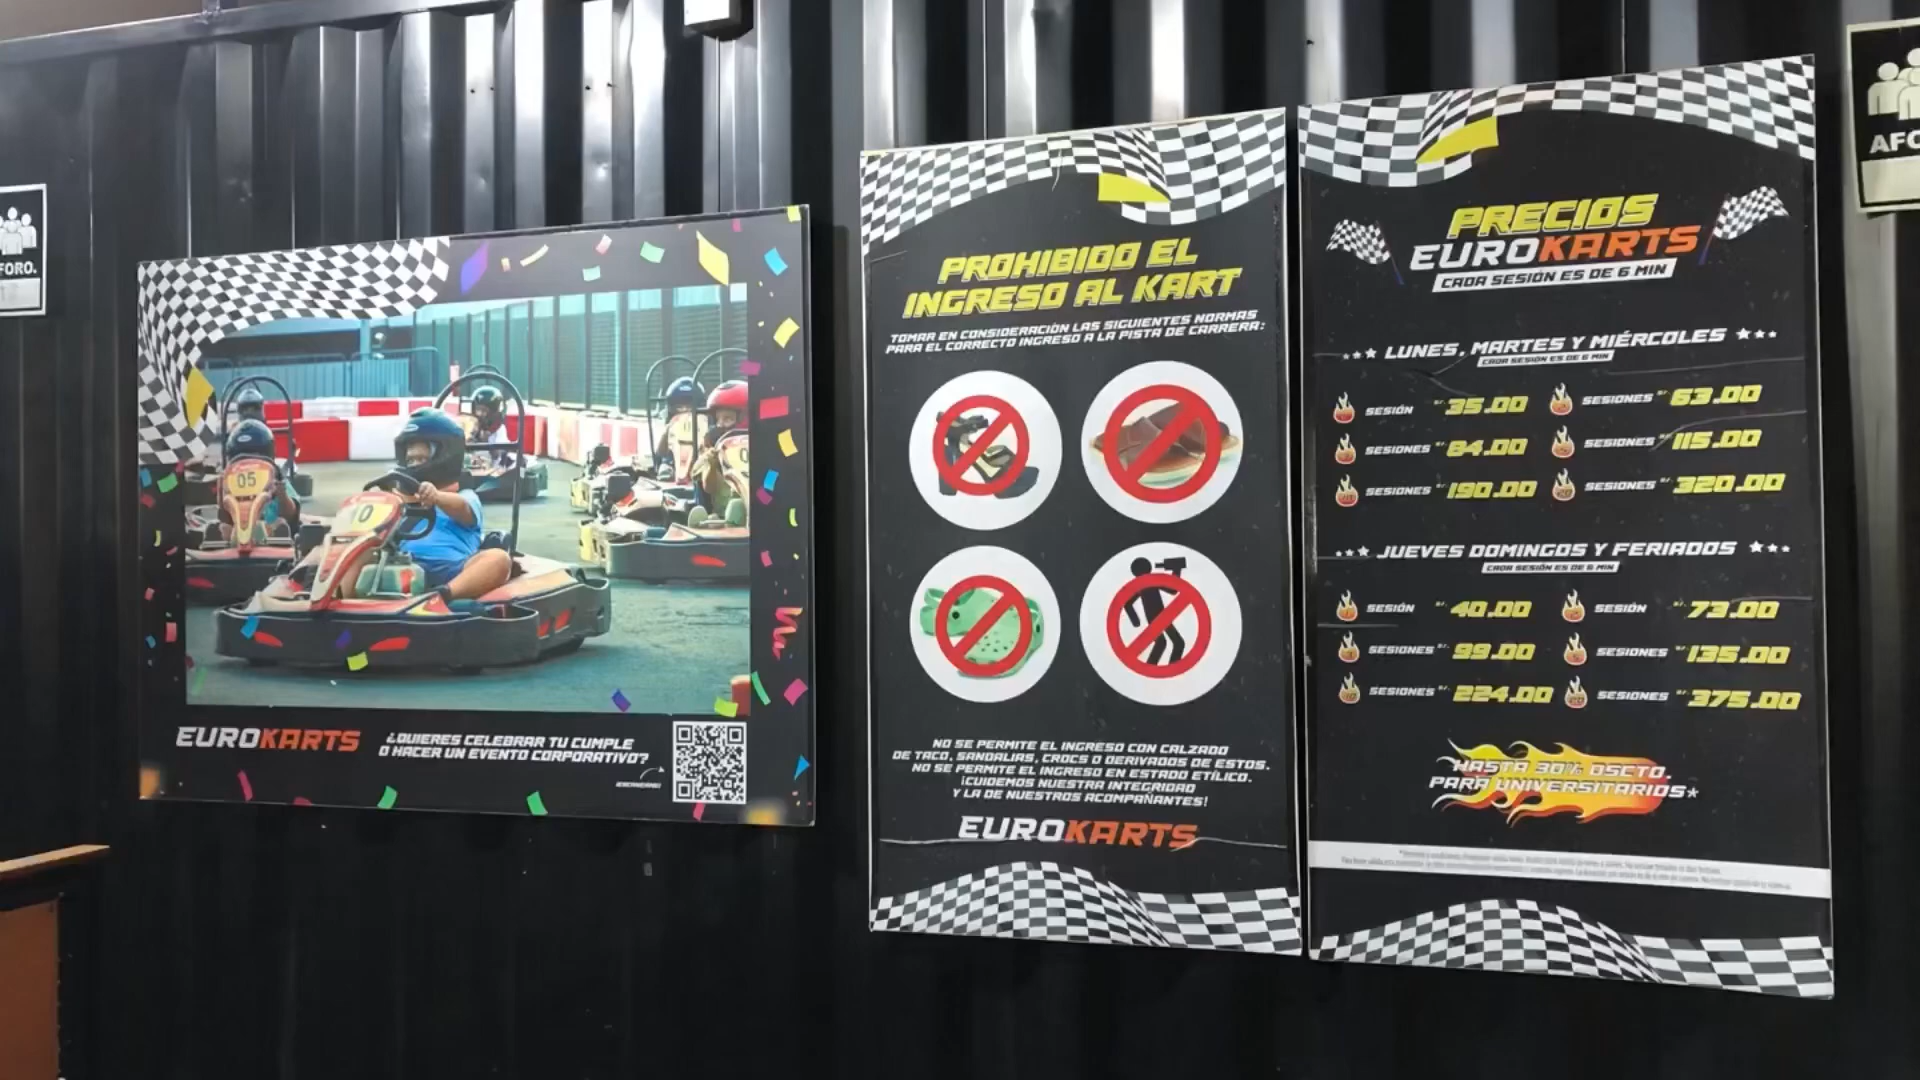 FORO.
05
10
EUROKARTS
¿QUIERES CELEBRAR TU CUMPLE
O HACER UN EVENTO CORPORATIVO?
PROHIBIDO EL
INGRESO AL KART
TOMAR EN CONSIDERACIÓN LAS SIGUIENTES NORMAS
PARA EL CORRECTO INGRESO A LA PISTA DE CARRERA:
NO SE PERMITE EL INGRESO CON CALZADO
DE TACO, SANDALIAS, CROCS O DERIVADOS DE ESTOS.
NO SE PERMITE EL INGRESO EN ESTADO ETÍLICO.
¡CUIDEMOS NUESTRA INTEGRIDAD
Y LA DE NUESTROS ACOMPAÑANTES!
EUROKARTS
PRECIOS
EUROKARTS
CADA SESIÓN ES DE 6 MIN
LUNES, MARTES Y MIÉRCOLES
CADA SESIÓN ES DE 6 MIN
SESIÓN S/. 35.00 SESIONES S/. 63.00
SESIONES S/. 84.00 SESIONES S/. 115.00
SESIONES S/. 190.00 SESIONES S/. 320.00
JUEVES DOMINGOS Y FERIADOS
CADA SESIÓN ES DE 6 MIN
SESIÓN S/. 40.00 SESIÓN S/. 73.00
SESIONES S/. 99.00 SESIONES S/. 135.00
SESIONES S/. 224.00 SESIONES S/. 375.00
HASTA 30% DSCTO.
PARA UNIVERSITARIOS*
AFO